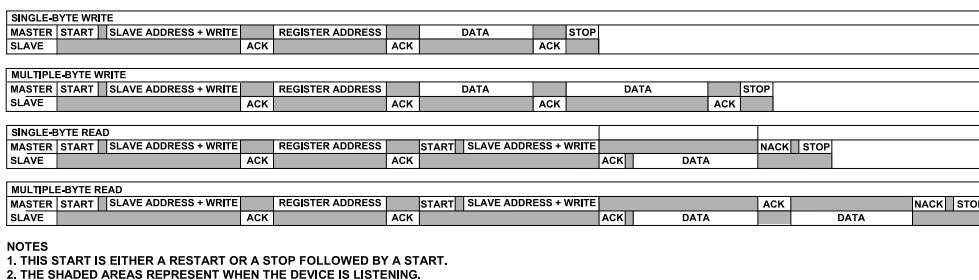 SINGLE-BYTE WRITE
MASTER START SLAVE ADDRESS + WRITE REGISTER ADDRESS DATA STOP
SLAVE ACK ACK ACK
MULTIPLE-BYTE WRITE
MASTER START SLAVE ADDRESS + WRITE REGISTER ADDRESS DATA DATA STOP
SLAVE ACK ACK ACK ACK
SINGLE-BYTE READ
MASTER START SLAVE ADDRESS + WRITE REGISTER ADDRESS START SLAVE ADDRESS + WRITE NACK STOP
SLAVE ACK ACK ACK DATA
MULTIPLE-BYTE READ
MASTER START SLAVE ADDRESS + WRITE REGISTER ADDRESS START SLAVE ADDRESS + WRITE ACK NACK STO
SLAVE ACK ACK ACK DATA DATA
NOTES
1. THIS START IS EITHER A RESTART OR A STOP FOLLOWED BY A START.
2. THE SHADED AREAS REPRESENT WHEN THE DEVICE IS LISTENING.